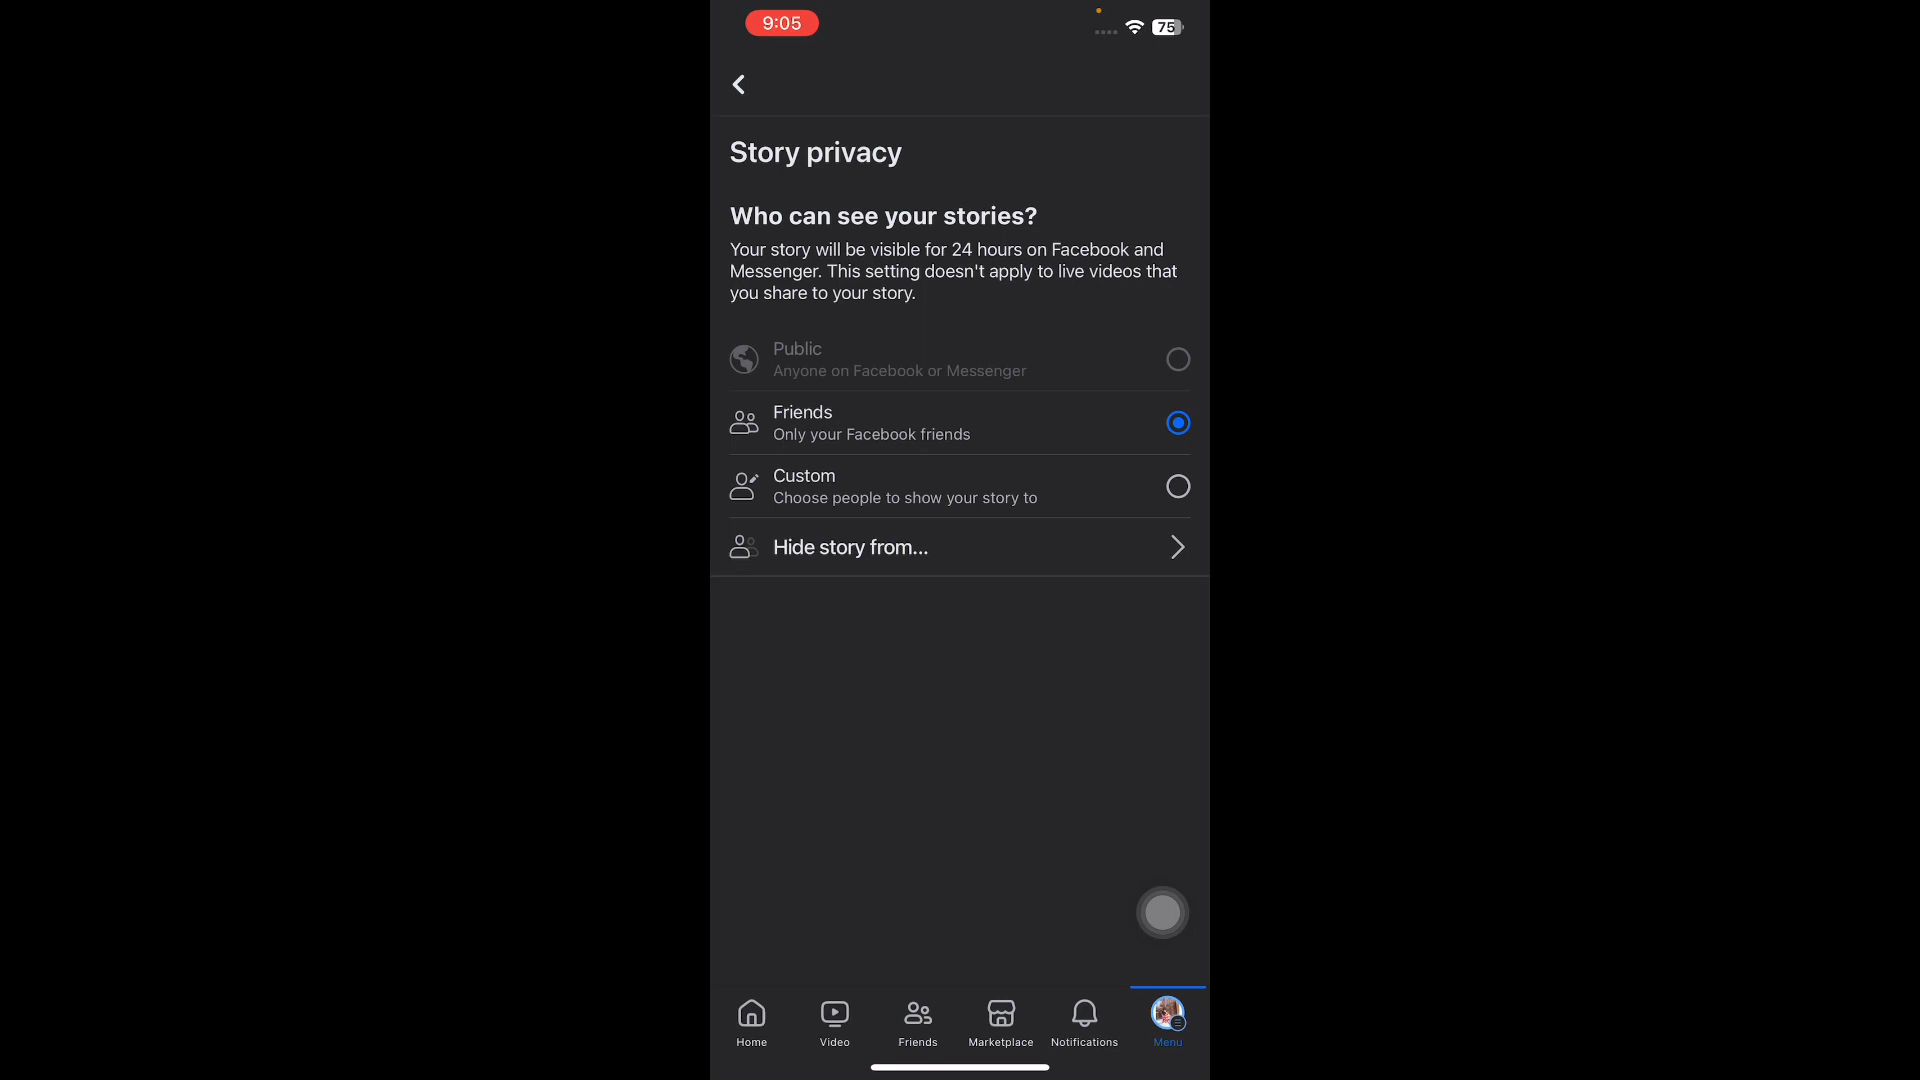 9:05
75
Story privacy
Who can see your stories?
Your story will be visible for 24 hours on Facebook and
Messenger. This setting doesn't apply to live videos that
you share to your story.
Public
Anyone on Facebook or Messenger
Friends
Only your Facebook friends
Custom
Choose people to show your story to
Hide story from...
Home
Video
Friends
Marketplace
Notifications
Menu